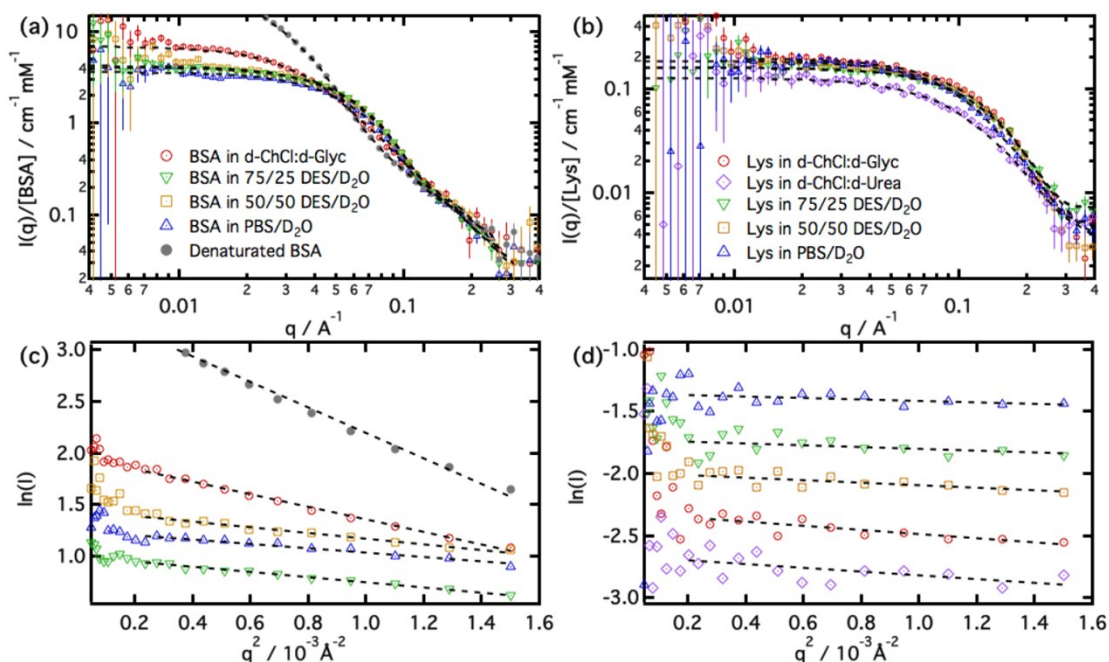 (a)
I(q)/[BSA] / cm⁻¹ mM⁻¹
10
1
0.1
4
2
4
2
4
2
BSA in d-ChCl:d-Glyc
BSA in 75/25 DES/D₂O
BSA in 50/50 DES/D₂O
BSA in PBS/D₂O
Denaturated BSA
4 5 6 7 0.01 2 3 4 5 6 7 0.1 2 3 4
q / A⁻¹
(b)
I(q)/[Lys] / cm⁻¹ mM⁻¹
4
2
0.1
4
2
0.01
4
2
Lys in d-ChCl:d-Glyc
Lys in d-ChCl:d-Urea
Lys in 75/25 DES/D₂O
Lys in 50/50 DES/D₂O
Lys in PBS/D₂O
4 5 6 7 0.01 2 3 4 5 6 7 0.1 2 3 4
q / A⁻¹
(c)
ln(I)
3.0
2.5
2.0
1.5
1.0
0.2 0.4 0.6 0.8 1.0 1.2 1.4 1.6
q² / 10⁻³ Å⁻²
(d)
ln(I)
-1.0
-1.5
-2.0
-2.5
-3.0
0.0 0.2 0.4 0.6 0.8 1.0 1.2 1.4 1.6
q² / 10⁻³Å⁻²